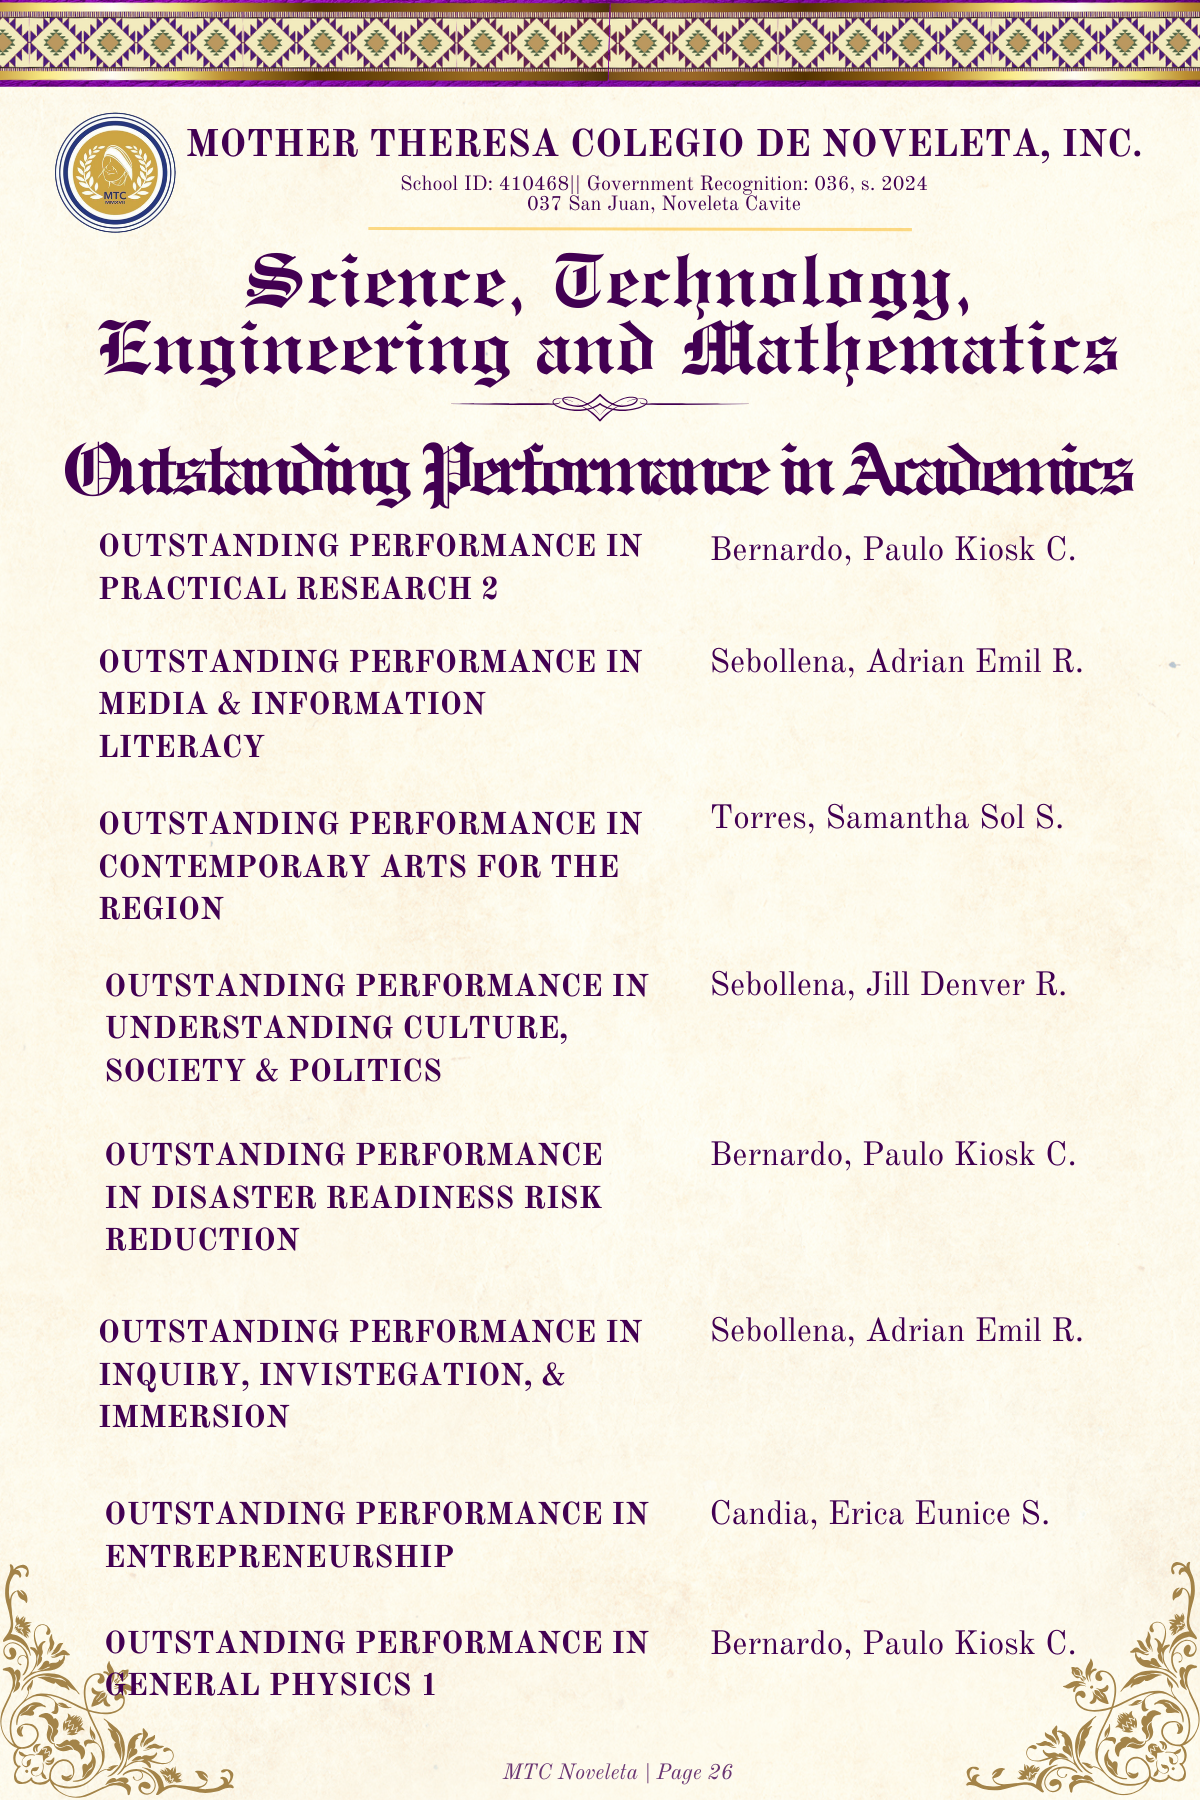 MOTHER THERESA COLEGIO DE NOVELETA, INC.
School ID: 410468|| Government Recognition: 036, s. 2024
037 San Juan, Noveleta Cavite
MTC
Science, Technology,
Engineering and Mathematics
Outstanding Performance in Academics
OUTSTANDING PERFORMANCE IN
PRACTICAL RESEARCH 2
Bernardo, Paulo Kiosk C.
OUTSTANDING PERFORMANCE IN
MEDIA & INFORMATION
LITERACY
Sebollena, Adrian Emil R.
OUTSTANDING PERFORMANCE IN
CONTEMPORARY ARTS FOR THE
REGION
Torres, Samantha Sol S.
OUTSTANDING PERFORMANCE IN
UNDERSTANDING CULTURE,
SOCIETY & POLITICS
Sebollena, Jill Denver R.
OUTSTANDING PERFORMANCE
IN DISASTER READINESS RISK
REDUCTION
Bernardo, Paulo Kiosk C.
OUTSTANDING PERFORMANCE IN
INQUIRY, INVISTEGATION, &
IMMERSION
Sebollena, Adrian Emil R.
OUTSTANDING PERFORMANCE IN
ENTREPRENEURSHIP
Candia, Erica Eunice S.
OUTSTANDING PERFORMANCE IN
GENERAL PHYSICS 1
Bernardo, Paulo Kiosk C.
MTC Noveleta | Page 26